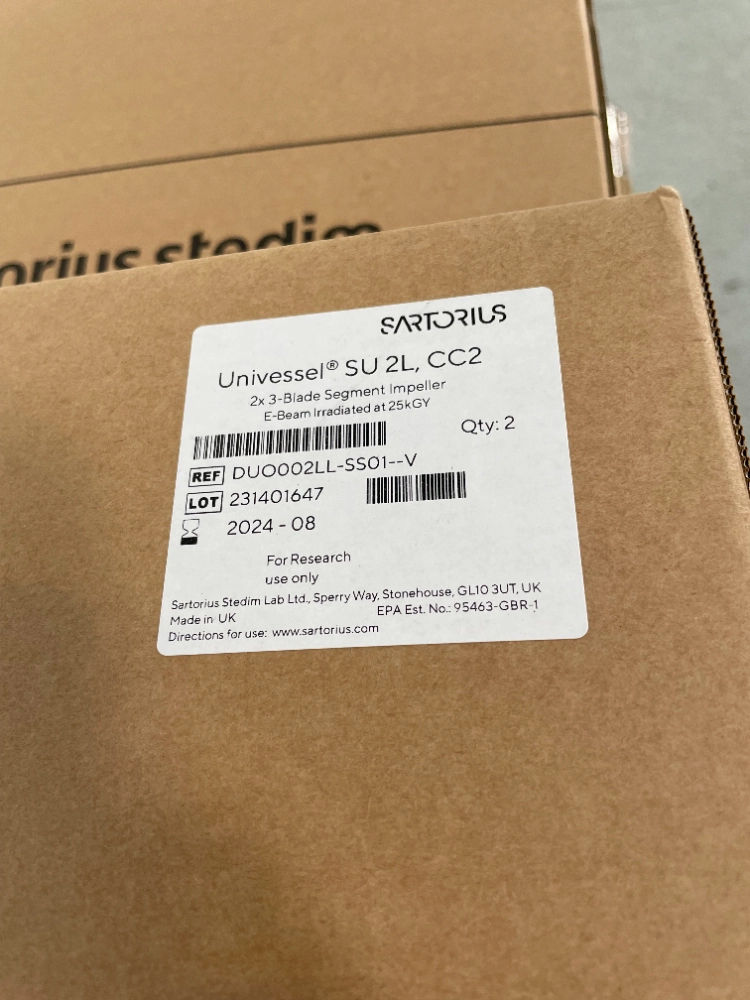 orius stedim
SARTORIUS
Univessel® SU 2L, CC2
2x 3-Blade Segment Impeller
E-Beam Irradiated at 25kGY
Qty: 2
REF DUO002LL-SS01--V
LOT 231401647
2024 - 08
For Research
use only
Sartorius Stedim Lab Ltd., Sperry Way, Stonehouse, GL10 3UT, UK
Made in UK EPA Est. No.: 95463-GBR-1
Directions for use: www.sartorius.com